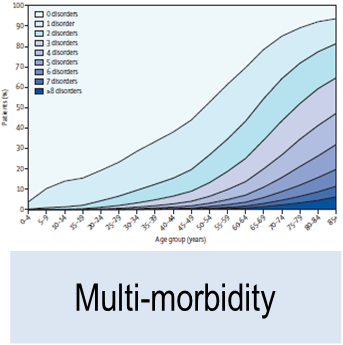 100
90
80
70
60
50
40
30
20
10
0
Patients (%)
0 disorders
1 disorder
2 disorders
3 disorders
4 disorders
5 disorders
6 disorders
7 disorders
≥8 disorders
0–4
5–9
10–14
15–19
20–24
25–29
30–34
35–39
40–44
45–49
50–54
55–59
60–64
65–69
70–74
75–79
80–84
85+
Age group (years)
Multi-morbidity